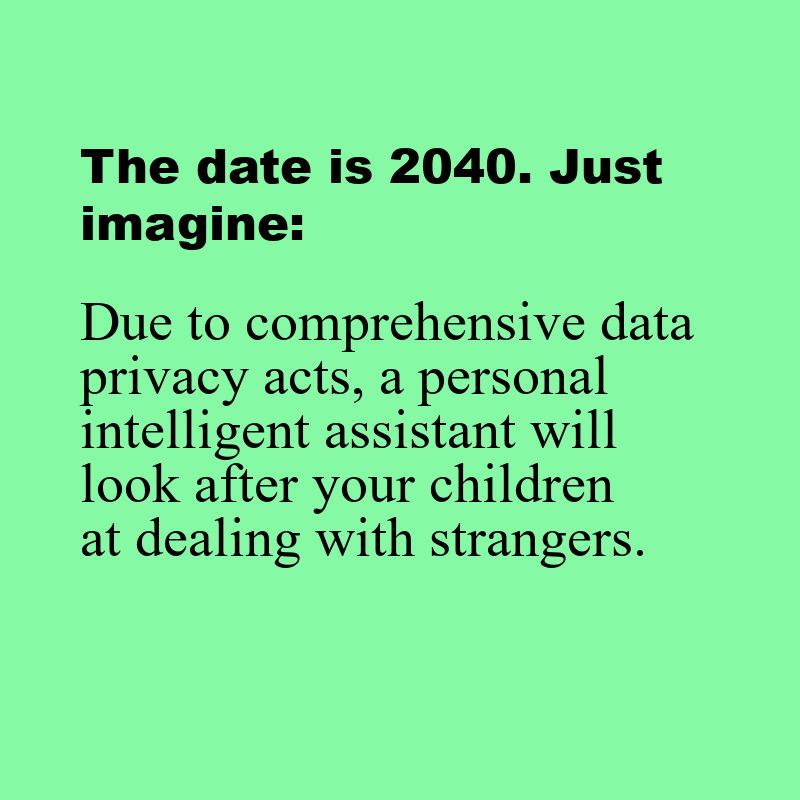 The date is 2040. Just
imagine:
Due to comprehensive data
privacy acts, a personal
intelligent assistant will
look after your children
at dealing with strangers.